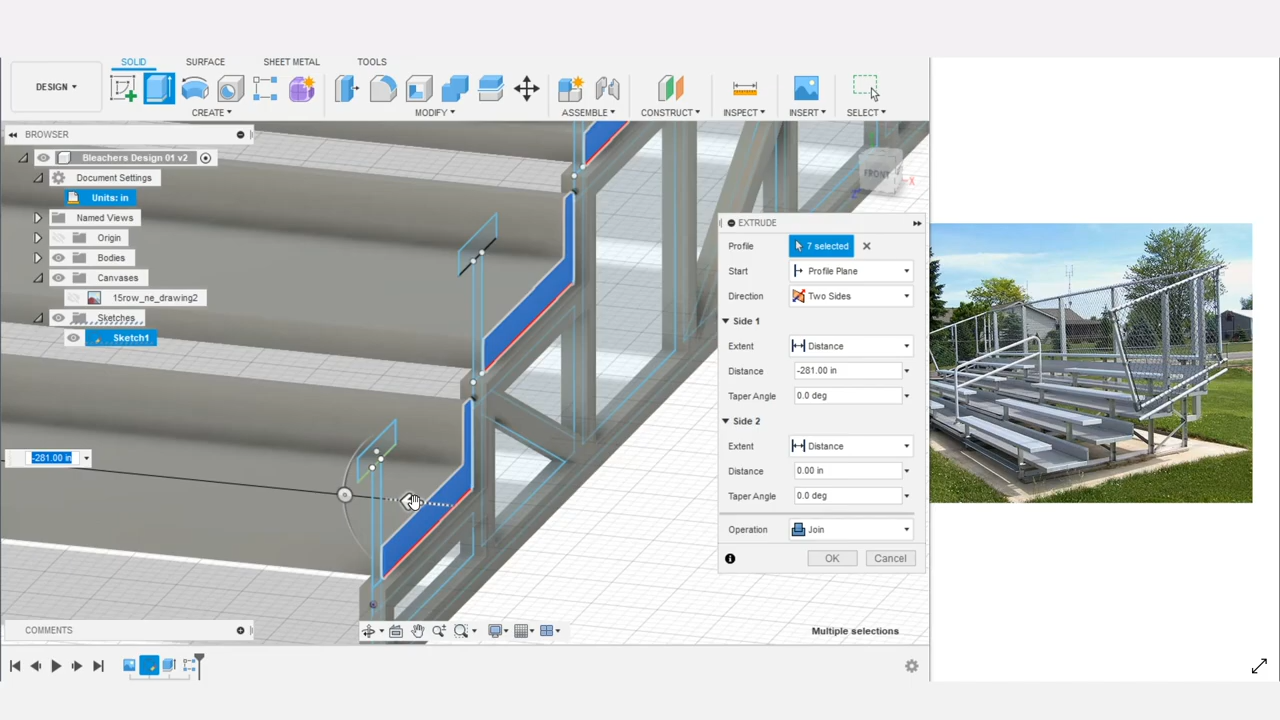 SOLID SURFACE SHEET METAL TOOLS
DESIGN
CREATE MODIFY ASSEMBLE CONSTRUCT INSPECT INSERT SELECT
BROWSER
Bleachers Design 01 v2
Document Settings
Units: in
Named Views
Origin
Bodies
Canvases
15row_ne_drawing2
Sketches
Sketch1
FRONT
X
-281.00 in
EXTRUDE
Profile 7 selected
Start Profile Plane
Direction Two Sides
Side 1
Extent Distance
Distance -281.00 in
Taper Angle 0.0 deg
Side 2
Extent Distance
Distance 0.00 in
Taper Angle 0.0 deg
Operation Join
OK Cancel
COMMENTS
Multiple selections